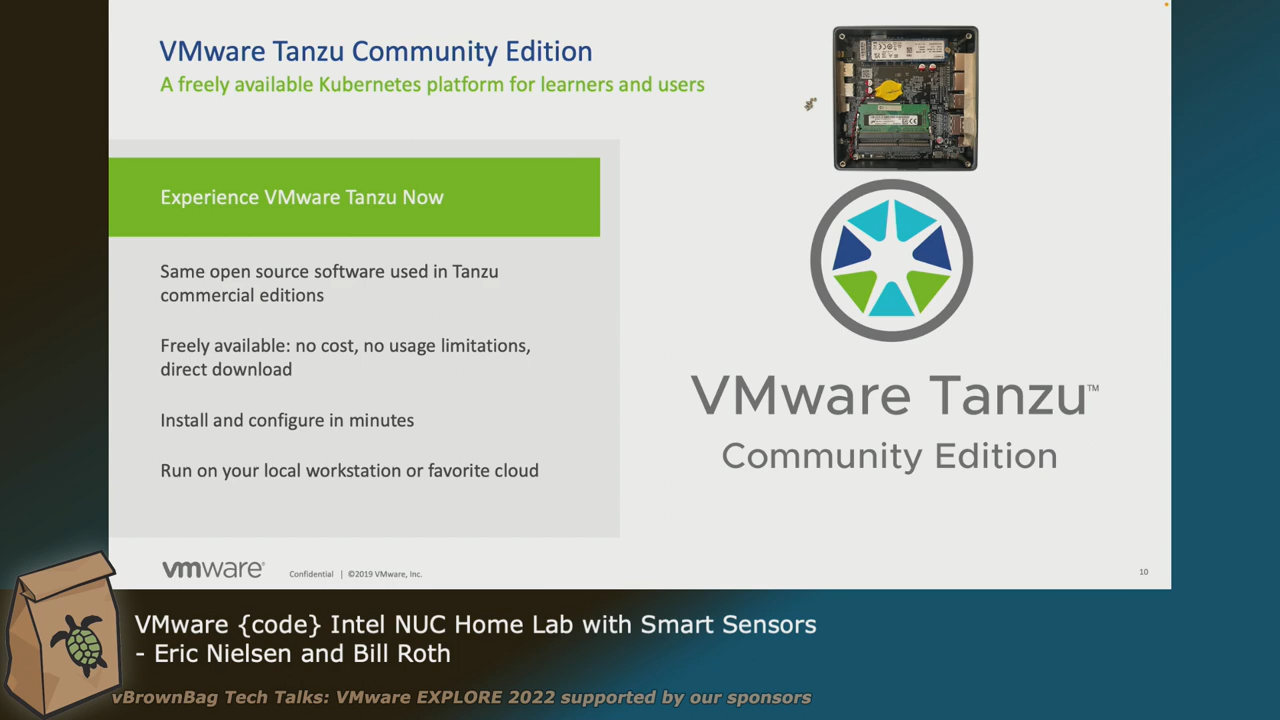 VMware Tanzu Community Edition
A freely available Kubernetes platform for learners and users
Experience VMware Tanzu Now
Same open source software used in Tanzu
commercial editions
Freely available: no cost, no usage limitations,
direct download
Install and configure in minutes
Run on your local workstation or favorite cloud
VMware Tanzu™
Community Edition
vmware®
Confidential | ©2019 VMware, Inc.
10
VMware {code} Intel NUC Home Lab with Smart Sensors
- Eric Nielsen and Bill Roth
vBrownBag Tech Talks: VMware EXPLORE 2022 supported by our sponsors